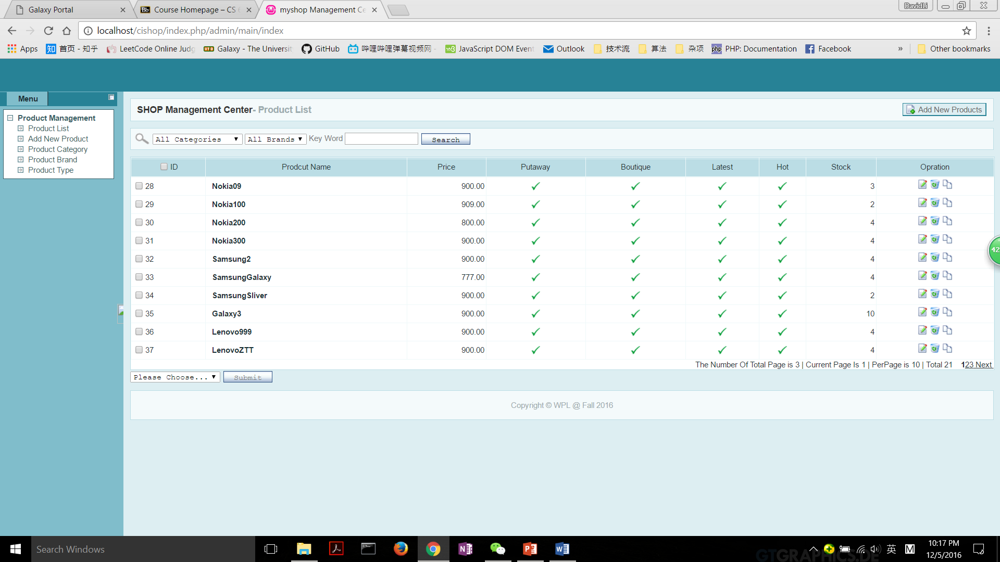 Galaxy Portal
Course Homepage – CS 6
myshop Management Ce
DavidLi
localhost/cishop/index.php/admin/main/index
Apps
知 首页 - 知乎
LeetCode Online Judg
UTD Galaxy - The Universit
GitHub
哔哩哔哩弹幕视频网 -
w3 JavaScript DOM Event
Outlook
技术流
算法
杂项
php PHP: Documentation
Facebook
»
Other bookmarks
Menu
Product Management
Product List
Add New Product
Product Category
Product Brand
Product Type
SHOP Management Center- Product List
Add New Products
All Categories
All Brands
Key Word
Search
ID Prodcut Name Price Putaway Boutique Latest Hot Stock Opration
28 Nokia09 900.00 3
29 Nokia100 909.00 2
30 Nokia200 800.00 4
31 Nokia300 900.00 4
32 Samsung2 900.00 4
33 SamsungGalaxy 777.00 4
34 SamsungSliver 900.00 2
35 Galaxy3 900.00 10
36 Lenovo999 900.00 4
37 LenovoZTT 900.00 4
The Number Of Total Page is 3 | Current Page Is 1 | PerPage is 10 | Total 21 123 Next
Please Choose...
Submit
Copyright © WPL @ Fall 2016
42
Search Windows
GTGRAPHICS.DE
英
M
10:17 PM
12/5/2016